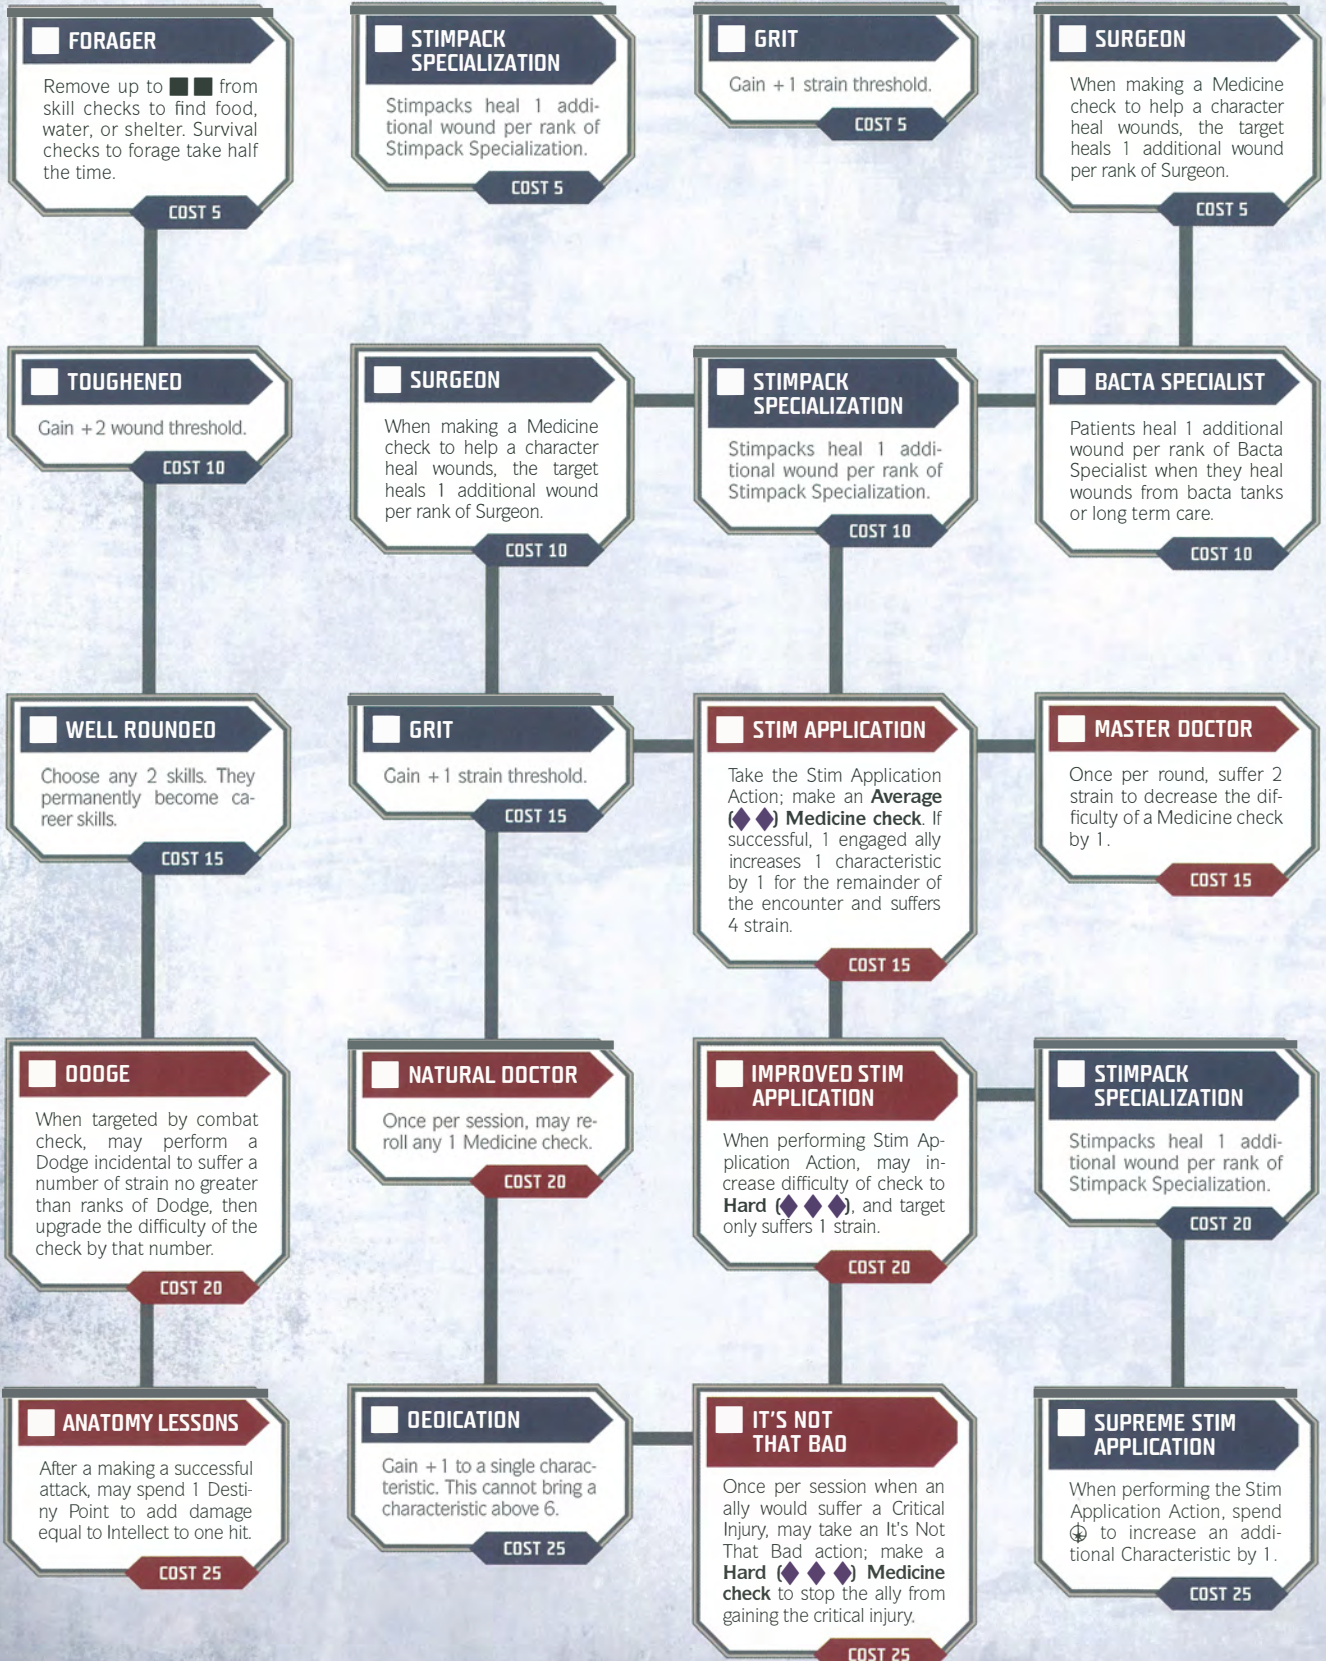 FORAGER
Remove up to from
skill checks to find food,
water, or shelter. Survival
checks to forage take half
the time.
COST 5
STIMPACK
SPECIALIZATION
Stimpacks heal 1 addi-
tional wound per rank of
Stimpack Specialization.
COST 5
GRIT
Gain +1 strain threshold.
COST 5
SURGEON
When making a Medicine
check to help a character
heal wounds, the target
heals 1 additional wound
per rank of Surgeon.
COST 5
TOUGHENED
Gain +2 wound threshold.
COST 10
SURGEON
When making a Medicine
check to help a character
heal wounds, the target
heals 1 additional wound
per rank of Surgeon.
COST 10
STIMPACK
SPECIALIZATION
Stimpacks heal 1 addi-
tional wound per rank of
Stimpack Specialization.
COST 10
BACTA SPECIALIST
Patients heal 1 additional
wound per rank of Bacta
Specialist when they heal
wounds from bacta tanks
or long term care.
COST 10
WELL ROUNDED
Choose any 2 skills. They
permanently become ca-
reer skills.
COST 15
GRIT
Gain +1 strain threshold.
COST 15
STIM APPLICATION
Take the Stim Application
Action; make an Average
(◆ ◆) Medicine check. If
successful, 1 engaged ally
increases 1 characteristic
by 1 for the remainder of
the encounter and suffers
4 strain.
COST 15
MASTER DOCTOR
Once per round, suffer 2
strain to decrease the dif-
ficulty of a Medicine check
by 1.
COST 15
DODGE
When targeted by combat
check, may perform a
Dodge incidental to suffer a
number of strain no greater
than ranks of Dodge, then
upgrade the difficulty of the
check by that number.
COST 20
NATURAL DOCTOR
Once per session, may re-
roll any 1 Medicine check.
COST 20
IMPROVED STIM
APPLICATION
When performing Stim Ap-
plication Action, may in-
crease difficulty of check to
Hard (◆ ◆ ◆), and target
only suffers 1 strain.
COST 20
STIMPACK
SPECIALIZATION
Stimpacks heal 1 addi-
tional wound per rank of
Stimpack Specialization.
COST 20
ANATOMY LESSONS
After a making a successful
attack, may spend 1 Desti-
ny Point to add damage
equal to Intellect to one hit.
COST 25
DEDICATION
Gain +1 to a single charac-
teristic. This cannot bring a
characteristic above 6.
COST 25
IT'S NOT
THAT BAD
Once per session when an
ally would suffer a Critical
Injury, may take an It's Not
That Bad action; make a
Hard (◆ ◆ ◆) Medicine
check to stop the ally from
gaining the critical injury.
COST 25
SUPREME STIM
APPLICATION
When performing the Stim
Application Action, spend
to increase an addi-
tional Characteristic by 1.
COST 25